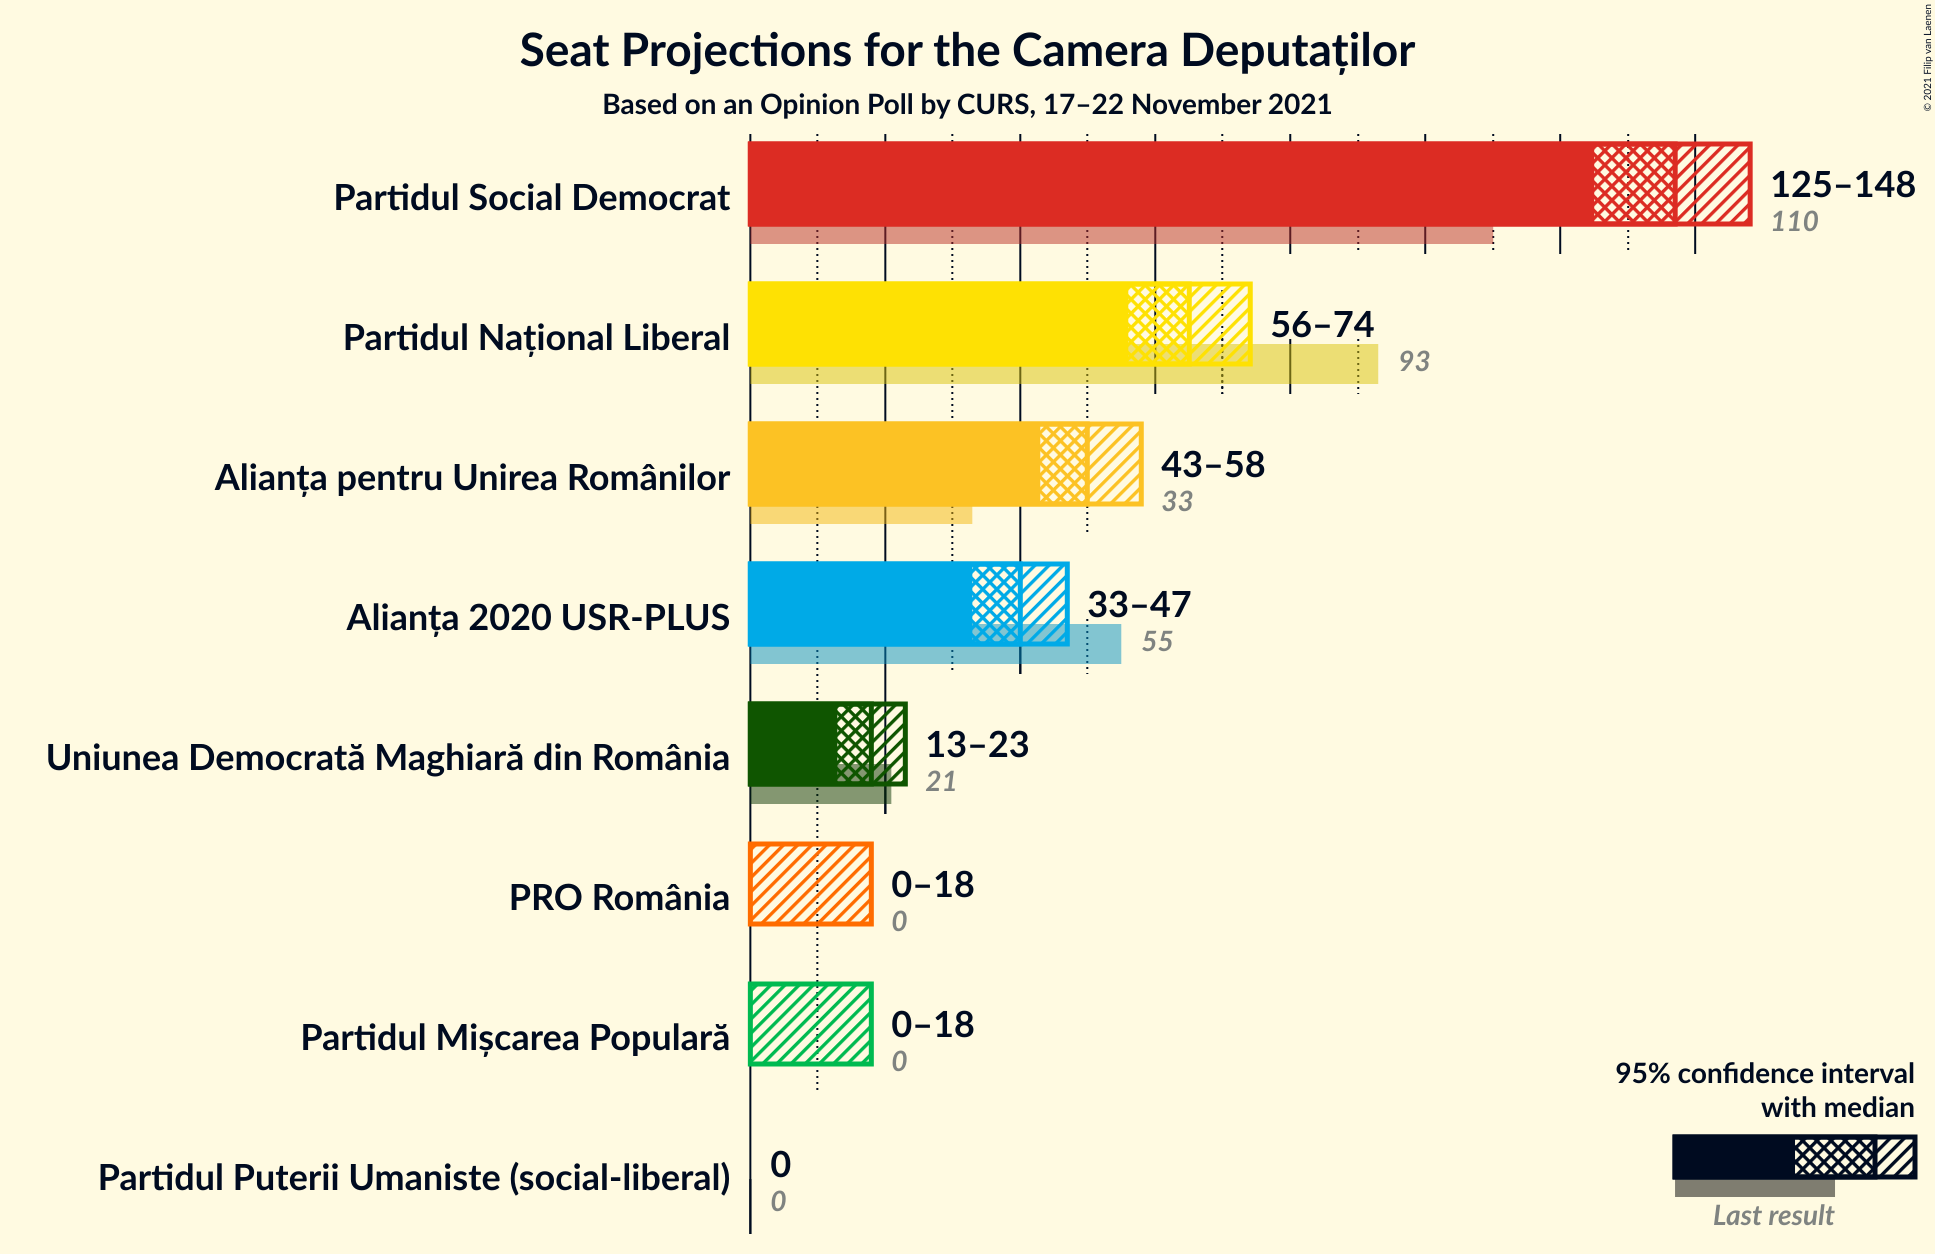 Seat Projections for the Camera Deputaților
Based on an Opinion Poll by CURS, 17–22 November 2021
© 2021 Filip van Laenen
Partidul Social Democrat
125–148
110
Partidul Național Liberal
56–74
93
Alianța pentru Unirea Românilor
43–58
33
Alianța 2020 USR-PLUS
33–47
55
Uniunea Democrată Maghiară din România
13–23
21
PRO România
0–18
0
Partidul Mișcarea Populară
0–18
0
Partidul Puterii Umaniste (social-liberal)
0
0
95% confidence interval
with median
Last result